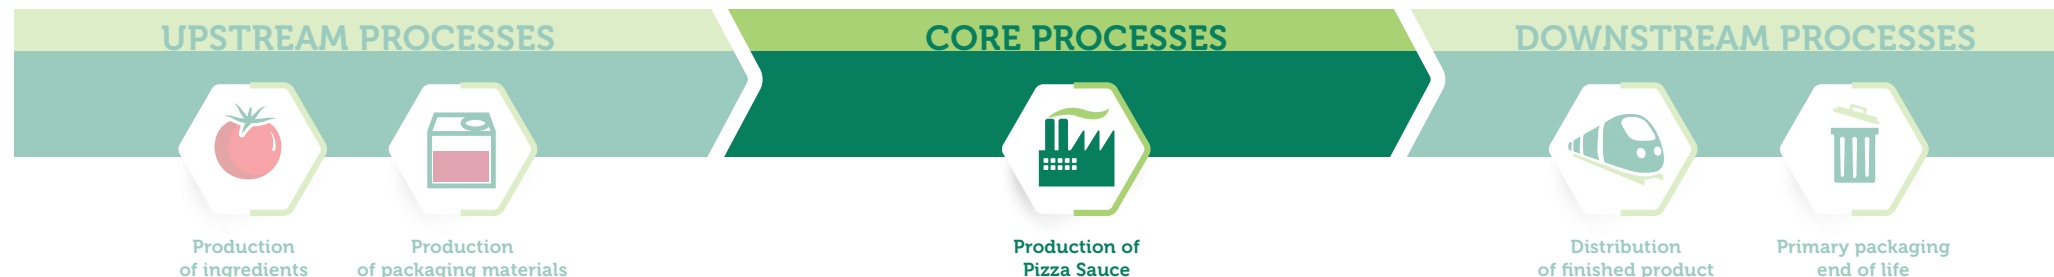 UPSTREAM PROCESSES
CORE PROCESSES
DOWNSTREAM PROCESSES
Production
of ingredients
Production
of packaging materials
Production of
Pizza Sauce
Distribution
of finished product
Primary packaging
end of life